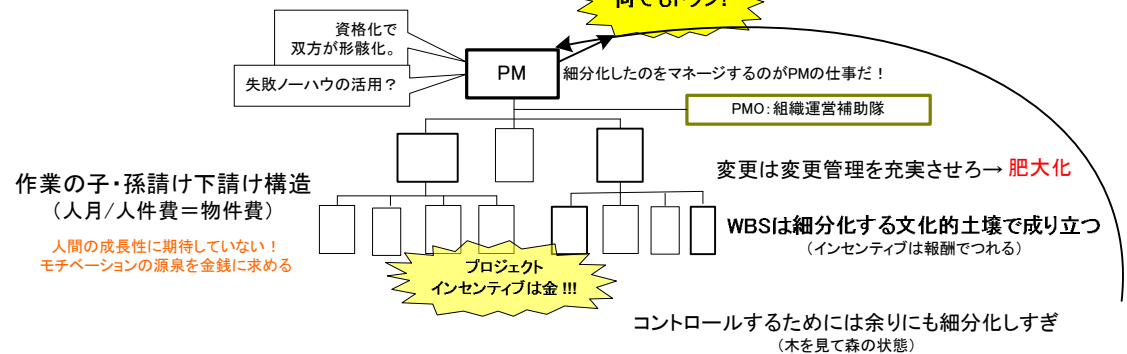 何でもドラン!
資格化で
双方が形骸化。
失敗ノーハウの活用？
PM
細分化したのをマネージするのがPMの仕事だ！
PMO：組織運営補助隊
作業の子・孫請け下請け構造
（人月/人件費＝物件費）
人間の成長性に期待していない！
モチベーションの源泉を金銭に求める
変更は変更管理を充実させろ→ 肥大化
WBSは細分化する文化的土壌で成り立つ
（インセンティブは報酬でつれる）
プロジェクト
インセンティブは金 !!!
コントロールするためには余りにも細分化しすぎ
（木を見て森の状態）